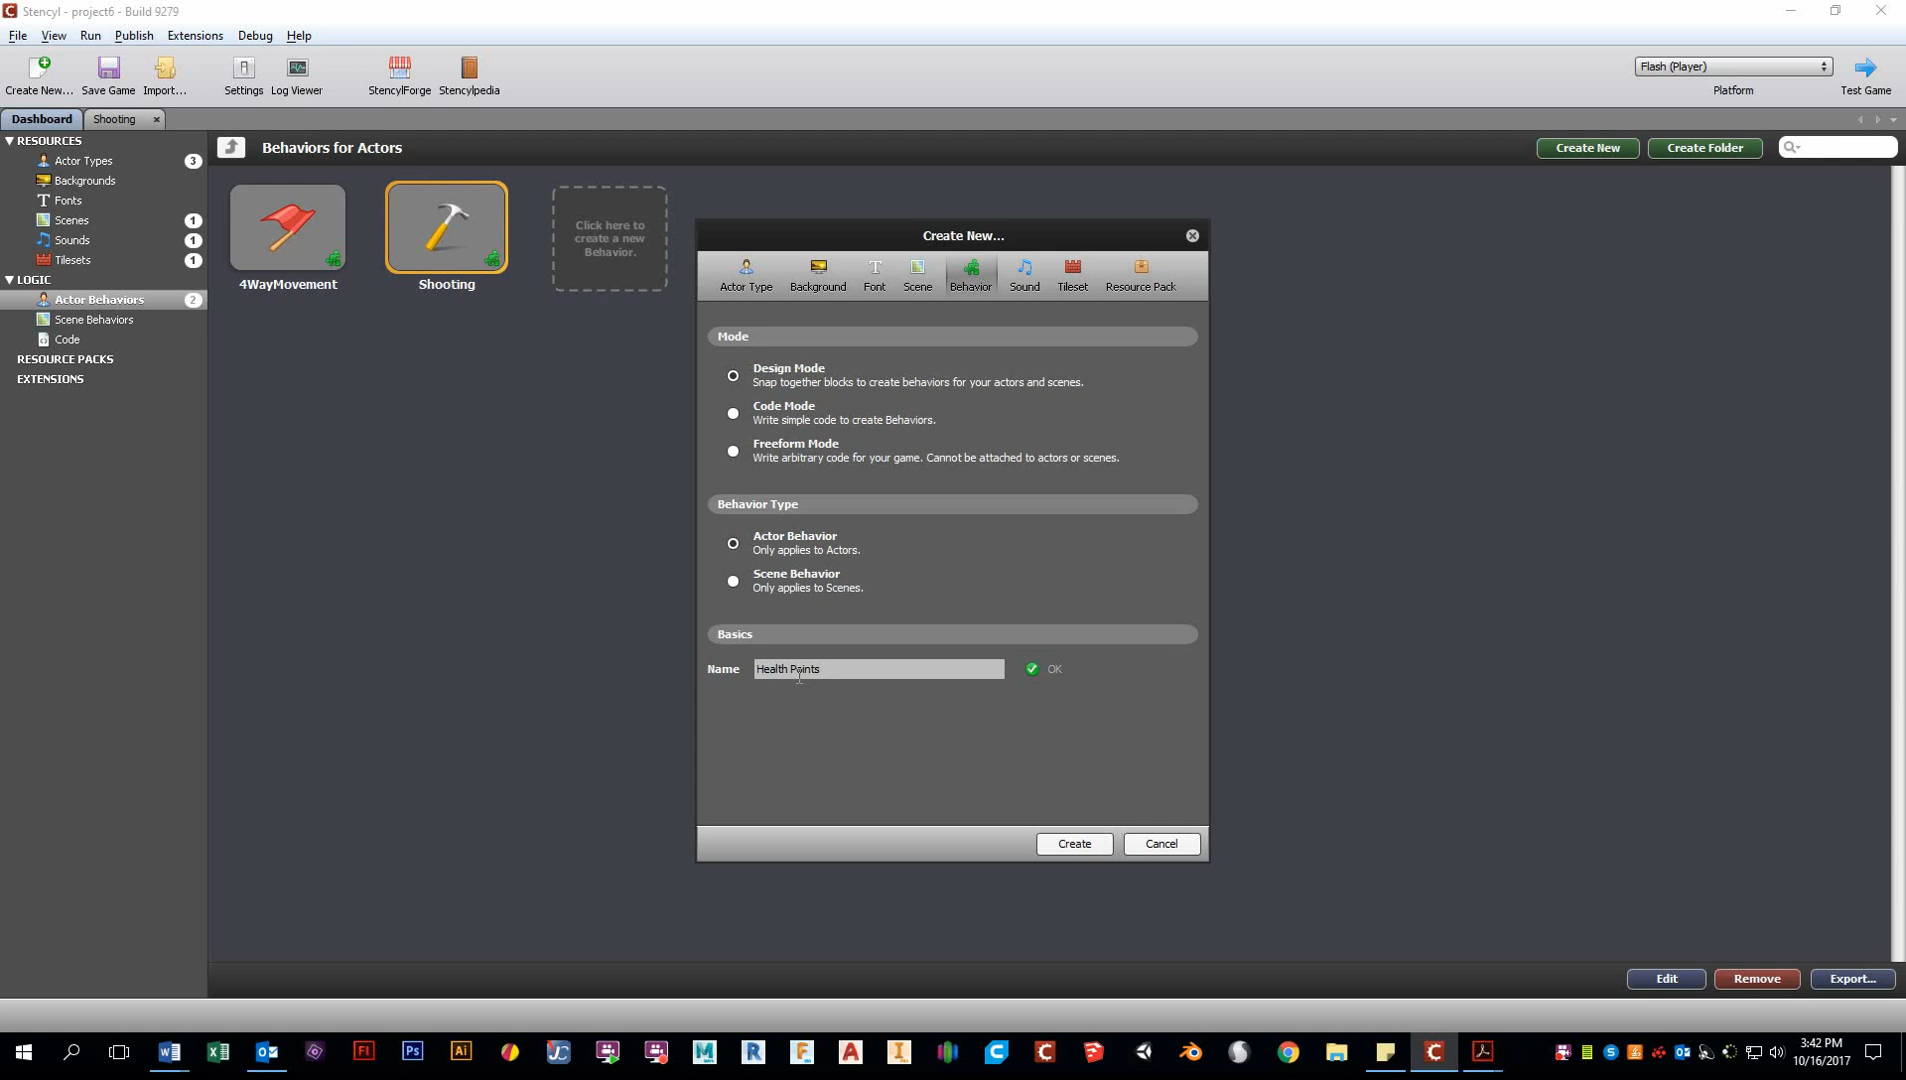 Stencyl - project6 - Build 9279
File View Run Publish Extensions Debug Help
Create New... Save Game Import... Settings Log Viewer StencylForge Stencylpedia
Flash (Player)
Platform
Test Game
Dashboard Shooting
RESOURCES
Actor Types 3
Backgrounds
Fonts
Scenes 1
Sounds 1
Tilesets 1
LOGIC
Actor Behaviors 2
Scene Behaviors
Code
RESOURCE PACKS
EXTENSIONS
Behaviors for Actors
Create New Create Folder
4WayMovement
Shooting
Click here to
create a new
Behavior.
Create New...
Actor Type Background Font Scene Behavior Sound Tileset Resource Pack
Mode
Design Mode
Snap together blocks to create behaviors for your actors and scenes.
Code Mode
Write simple code to create Behaviors.
Freeform Mode
Write arbitrary code for your game. Cannot be attached to actors or scenes.
Behavior Type
Actor Behavior
Only applies to Actors.
Scene Behavior
Only applies to Scenes.
Basics
Name Health Points OK
Create Cancel
Edit Remove Export...
Fl Ps Ai
3:42 PM
10/16/2017